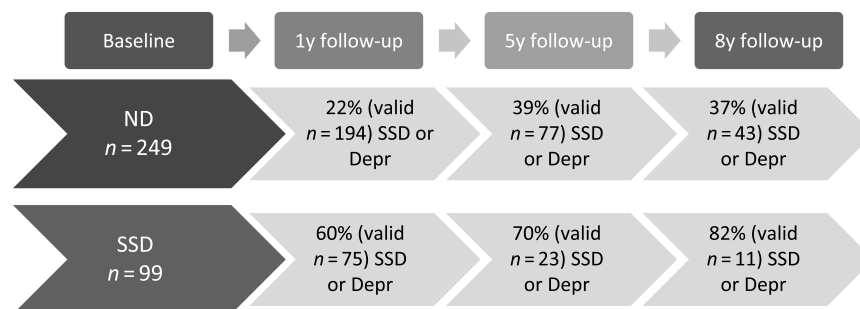 Baseline
1y follow-up
5y follow-up
8y follow-up
ND
n = 249
22% (valid
n = 194) SSD or
Depr
39% (valid
n = 77) SSD
or Depr
37% (valid
n = 43) SSD
or Depr
SSD
n = 99
60% (valid
n = 75) SSD
or Depr
70% (valid
n = 23) SSD
or Depr
82% (valid
n = 11) SSD
or Depr